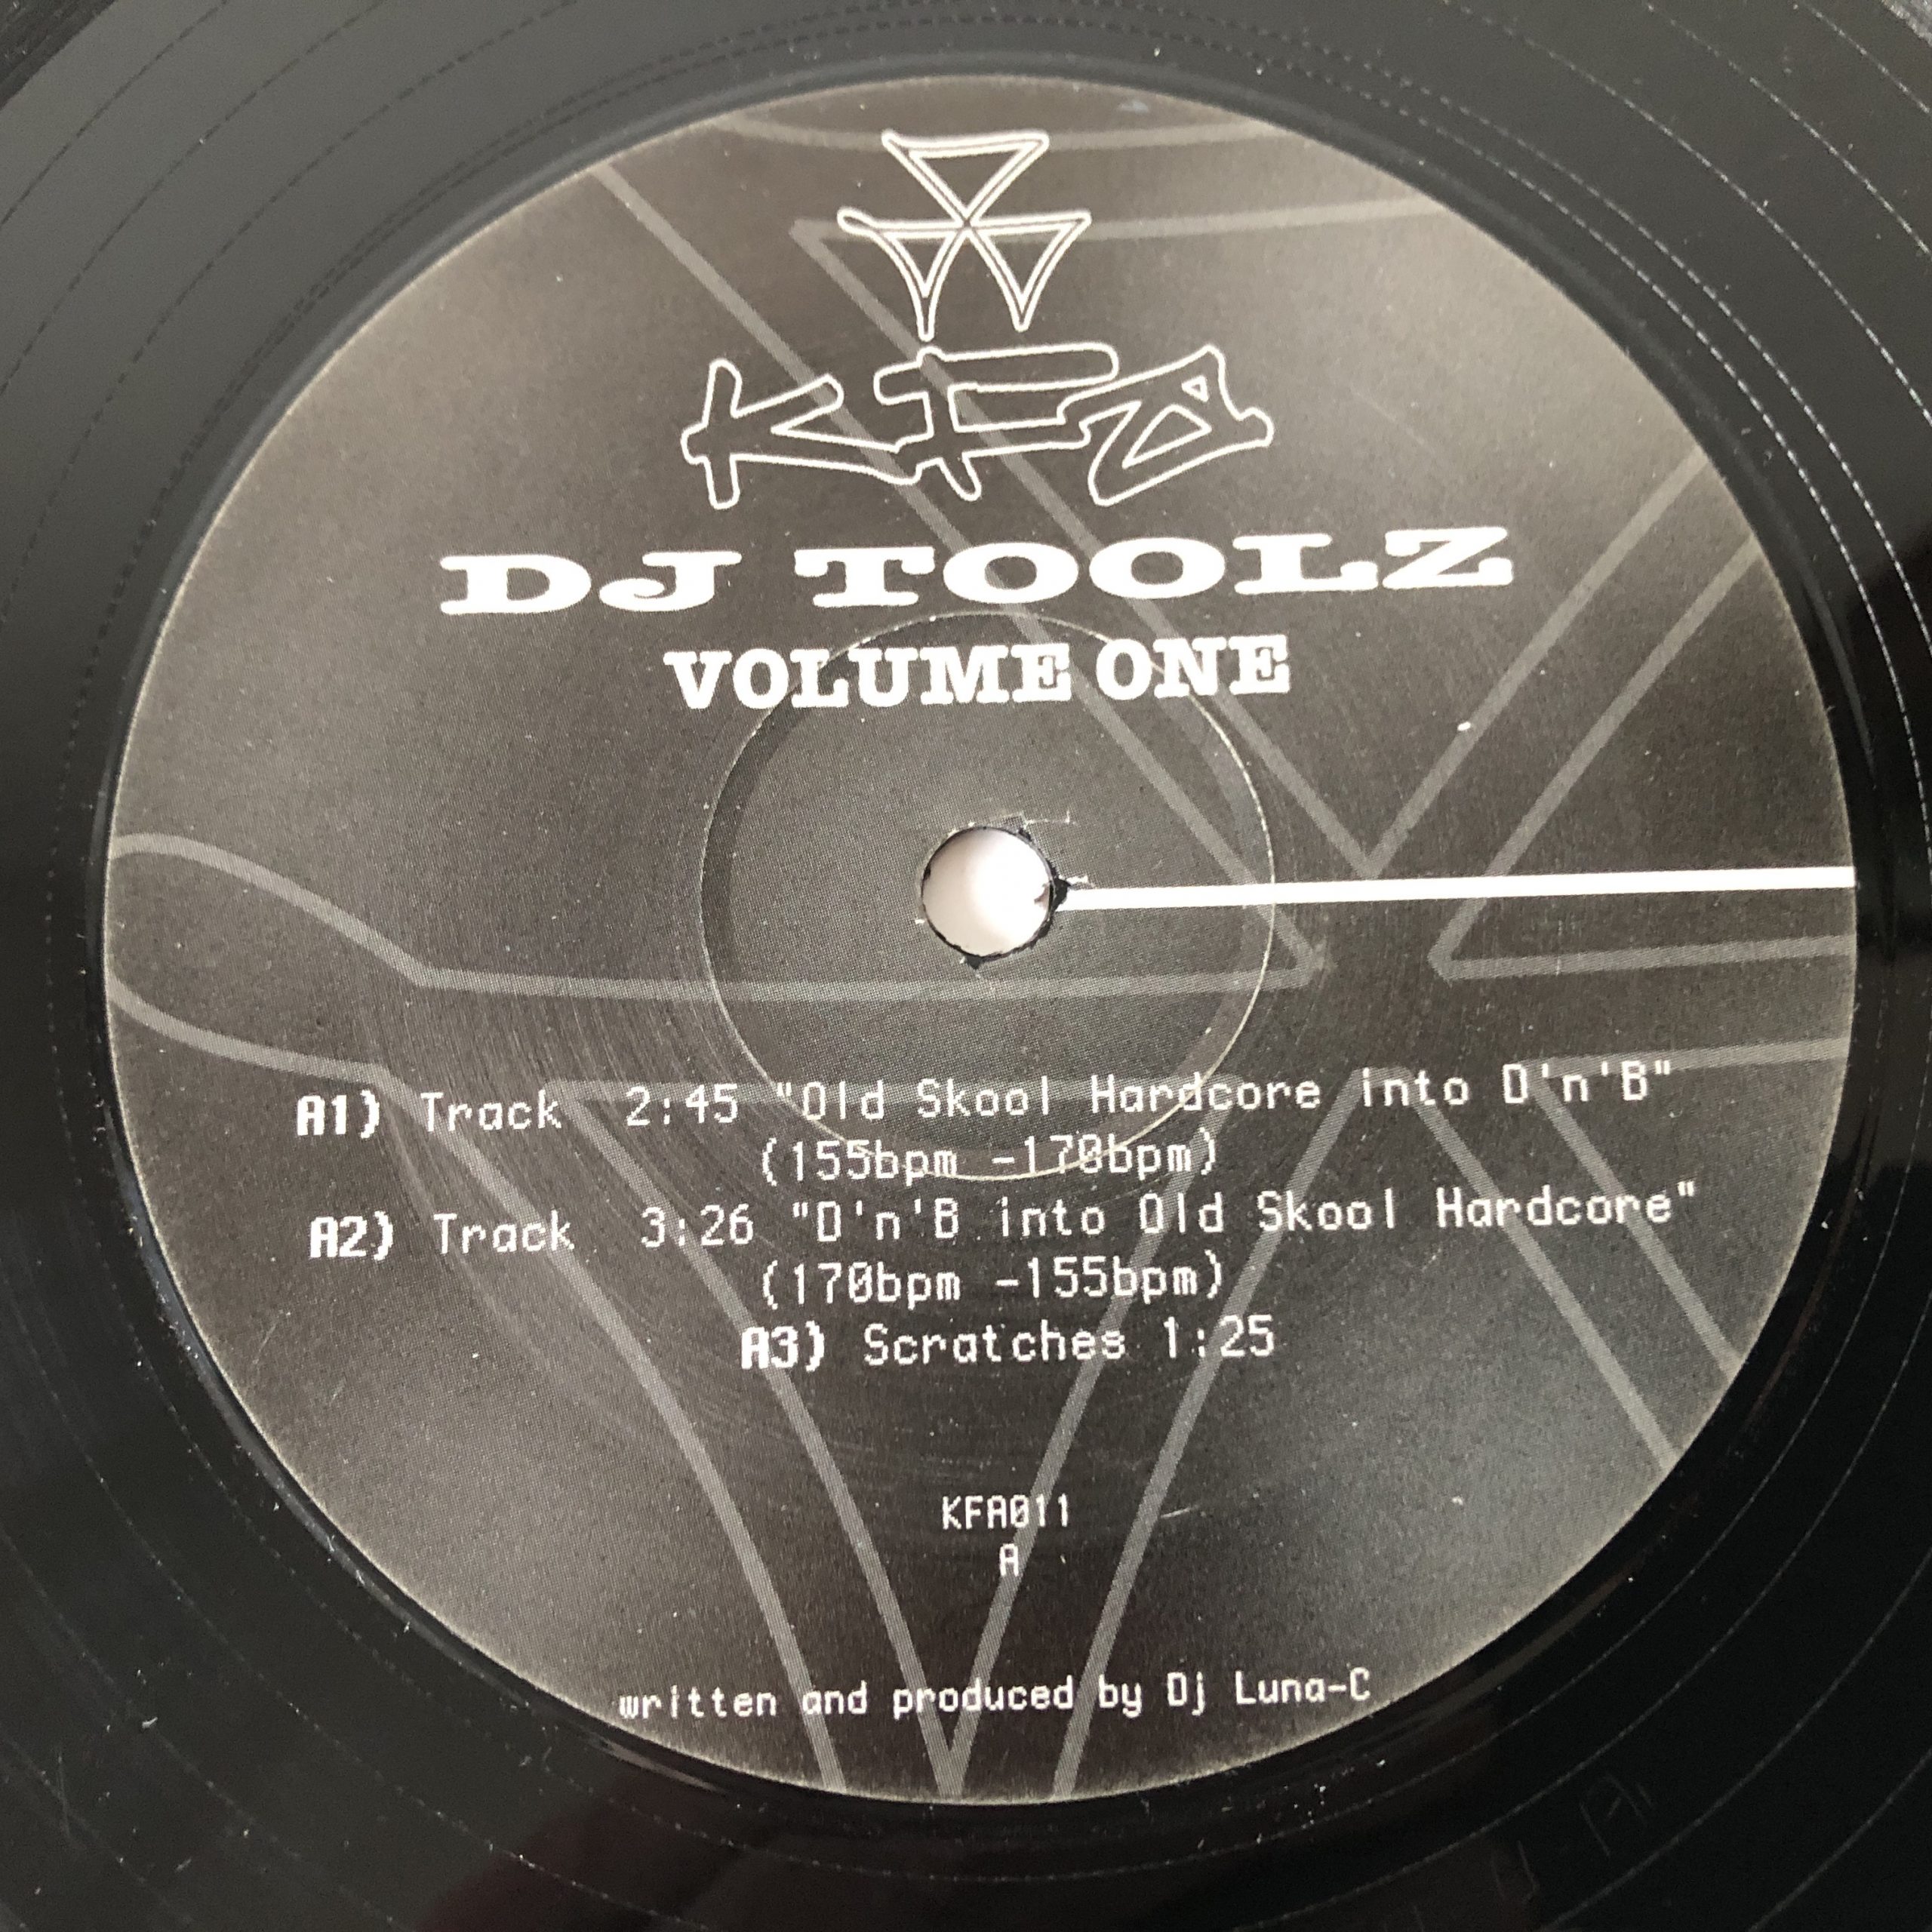 KFA
DJ TOOLZ
VOLUME ONE
A1) Track 2:45 "Old Skool Hardcore into D'n'B"
(155bpm -170bpm)
A2) Track 3:26 "D'n'B into Old Skool Hardcore"
(170bpm -155bpm)
A3) Scratches 1:25
KFA011
A
written and produced by Dj Luna-C